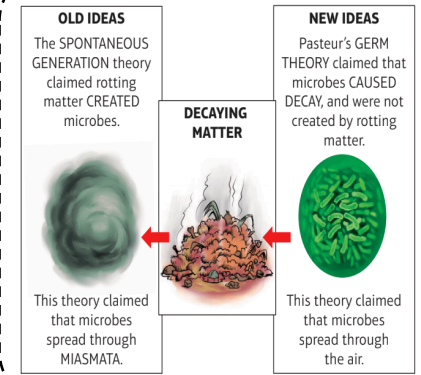 OLD IDEAS
The SPONTANEOUS
GENERATION theory
claimed rotting
matter CREATED
microbes.
This theory claimed
that microbes
spread through
MIASMATA.
DECAYING
MATTER
NEW IDEAS
Pasteur's GERM
THEORY claimed that
microbes CAUSED
DECAY, and were not
created by rotting
matter.
This theory claimed
that microbes
spread through
the air.